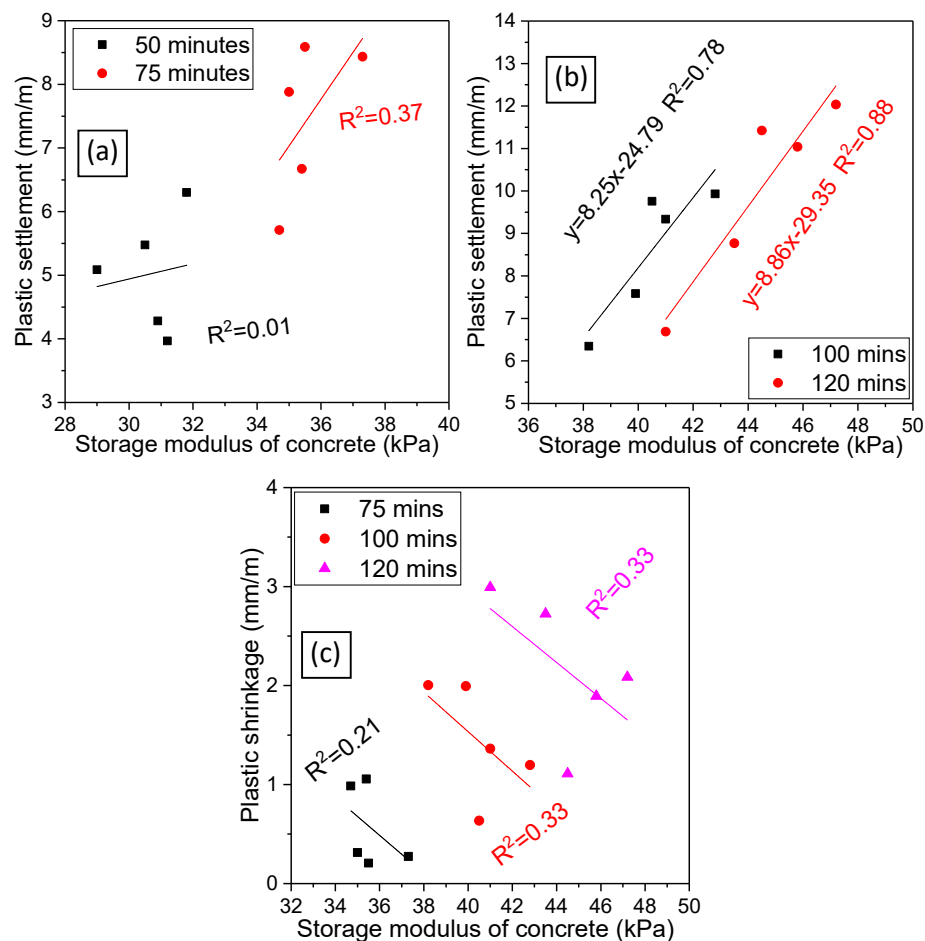 9
8
7
6
5
4
3
Plastic settlement (mm/m)
50 minutes
75 minutes
(a)
R²=0.37
R²=0.01
28 30 32 34 36 38 40
Storage modulus of concrete (kPa)
14
13
12
11
10
9
8
7
6
5
Plastic settlement (mm/m)
(b)
y=8.25x-24.79 R²=0.78
y=8.86x-29.35 R²=0.88
100 mins
120 mins
36 38 40 42 44 46 48 50
Storage modulus of concrete (kPa)
4
3
2
1
0
Plastic shrinkage (mm/m)
75 mins
100 mins
120 mins
(c)
R²=0.33
R²=0.21
R²=0.33
32 34 36 38 40 42 44 46 48 50
Storage modulus of concrete (kPa)